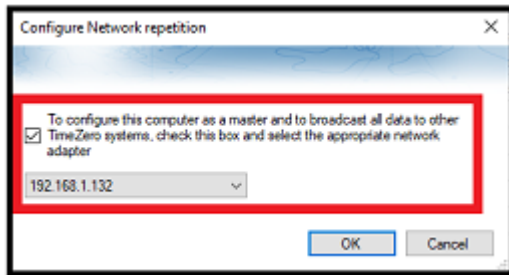 Configure Network repetition
To configure this computer as a master and to broadcast all data to other
TimeZero systems, check this box and select the appropriate network
adapter
192.168.1.132
OK Cancel